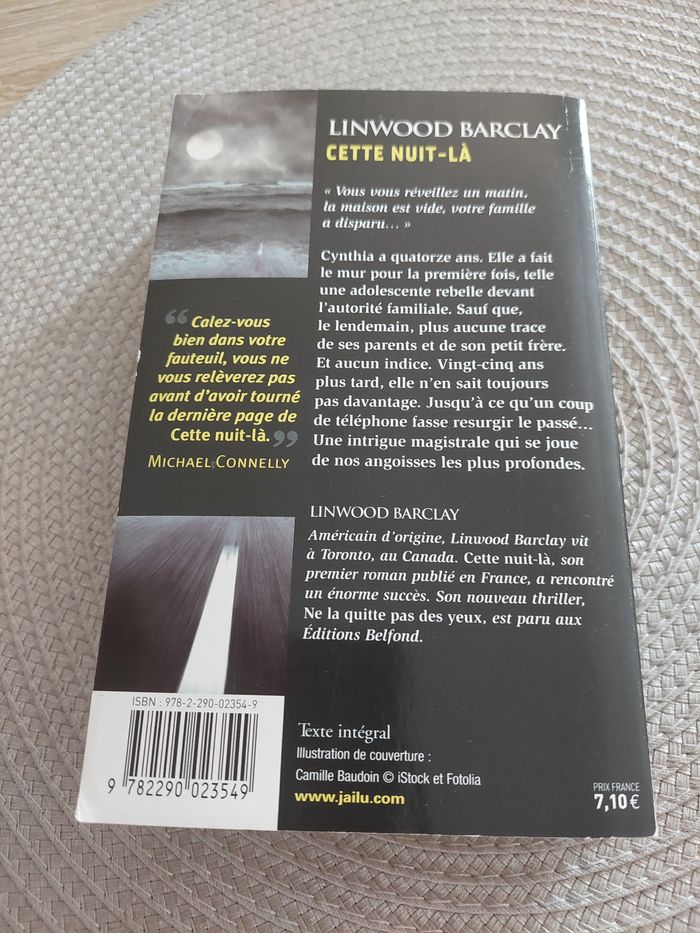 LINWOOD BARCLAY
CETTE NUIT-LÀ
« Vous vous réveillez un matin,
la maison est vide, votre famille
a disparu... »
Cynthia a quatorze ans. Elle a fait
le mur pour la première fois, telle
une adolescente rebelle devant
l'autorité familiale. Sauf que,
le lendemain, plus aucune trace
de ses parents et de son petit frère.
Et aucun indice. Vingt-cinq ans
plus tard, elle n'en sait toujours
pas davantage. Jusqu'à ce qu'un coup
de téléphone fasse resurgir le passé...
Une intrigue magistrale qui se joue
de nos angoisses les plus profondes.
“ Calez-vous
bien dans votre
fauteuil, vous ne
vous relèverez pas
avant d'avoir tourné
la dernière page de
Cette nuit-là. ”
MICHAEL CONNELLY
LINWOOD BARCLAY
Américain d'origine, Linwood Barclay vit
à Toronto, au Canada. Cette nuit-là, son
premier roman publié en France, a rencontré
un énorme succès. Son nouveau thriller,
Ne la quitte pas des yeux, est paru aux
Éditions Belfond.
ISBN : 978-2-290-02354-9
9 782290 023549
Texte intégral
Illustration de couverture :
Camille Baudoin © iStock et Fotolia
www.jailu.com
PRIX FRANCE
7,10 €